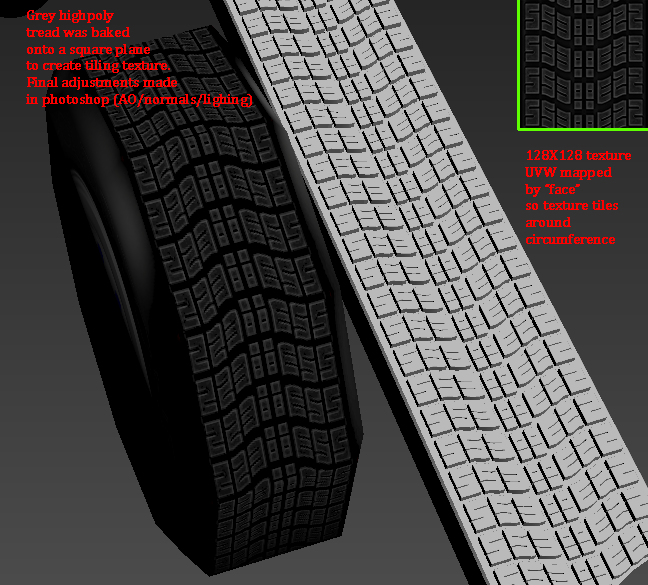 Grey highpoly
tread was baked
onto a square plane
to create tiling texture.
Final adjustments made
in photoshop (AO/normals/lighing)
128X128 texture
UVW mapped
by "face"
so texture tiles
around
circumference